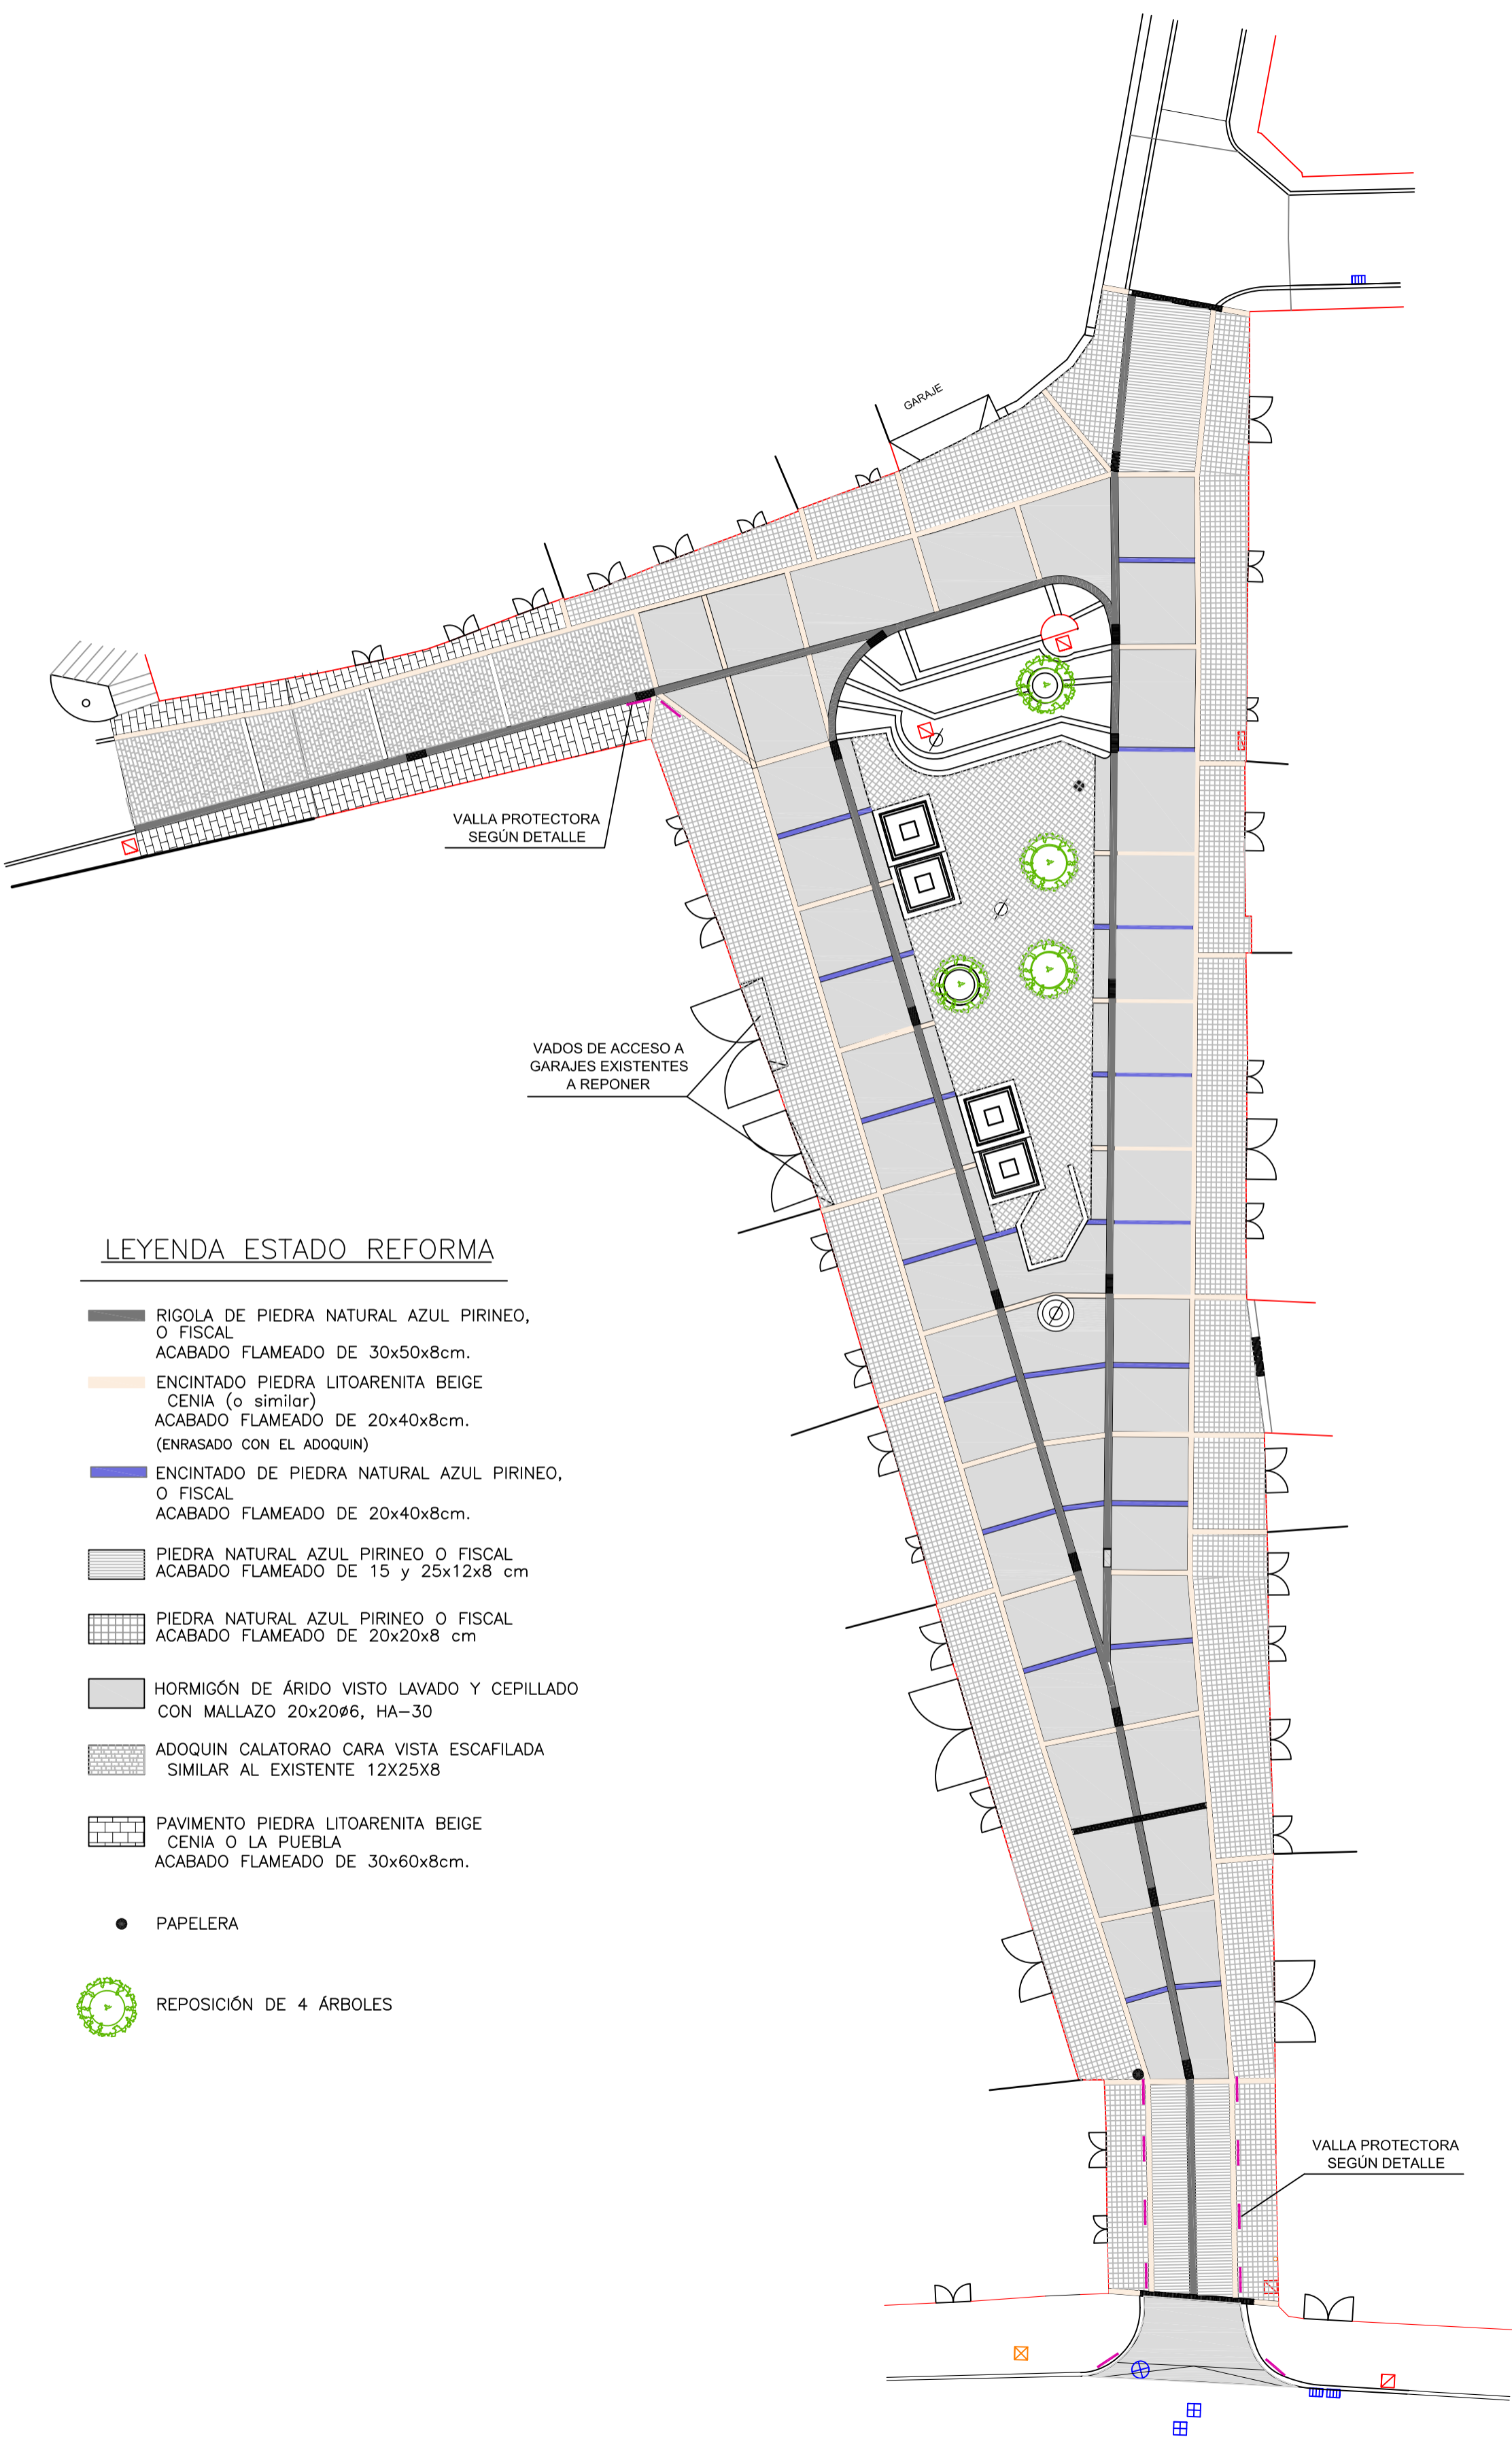 GARAJE
VALLA PROTECTORA
SEGÚN DETALLE
VADOS DE ACCESO A
GARAJES EXISTENTES
A REPONER
LEYENDA ESTADO REFORMA
RIGOLA DE PIEDRA NATURAL AZUL PIRINEO,
O FISCAL
ACABADO FLAMEADO DE 30x50x8cm.
ENCINTADO PIEDRA LITOARENITA BEIGE
CENIA (o similar)
ACABADO FLAMEADO DE 20x40x8cm.
(ENRASADO CON EL ADOQUIN)
ENCINTADO DE PIEDRA NATURAL AZUL PIRINEO,
O FISCAL
ACABADO FLAMEADO DE 20x40x8cm.
PIEDRA NATURAL AZUL PIRINEO O FISCAL
ACABADO FLAMEADO DE 15 y 25x12x8 cm
PIEDRA NATURAL AZUL PIRINEO O FISCAL
ACABADO FLAMEADO DE 20x20x8 cm
HORMIGÓN DE ÁRIDO VISTO LAVADO Y CEPILLADO
CON MALLAZO 20x20ø6, HA-30
ADOQUIN CALATORAO CARA VISTA ESCAFILADA
SIMILAR AL EXISTENTE 12X25X8
PAVIMENTO PIEDRA LITOARENITA BEIGE
CENIA O LA PUEBLA
ACABADO FLAMEADO DE 30x60x8cm.
PAPELERA
REPOSICIÓN DE 4 ÁRBOLES
VALLA PROTECTORA
SEGÚN DETALLE